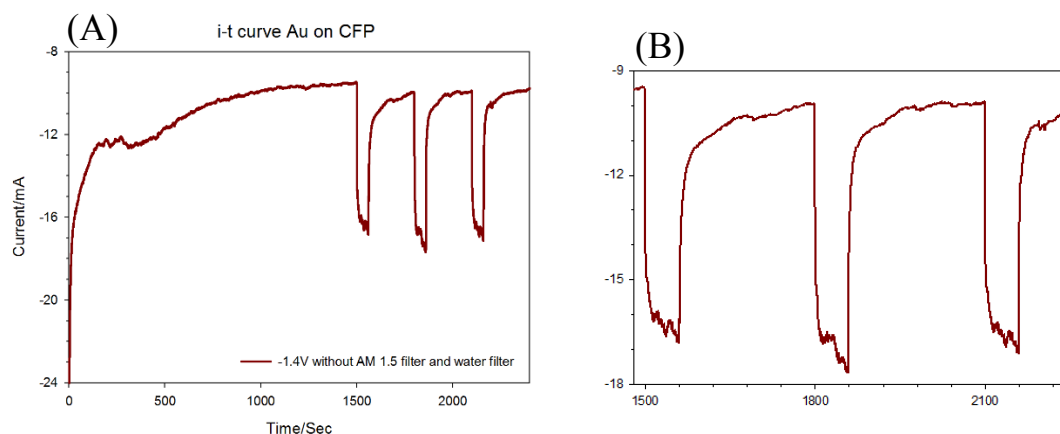 (A)
i-t curve Au on CFP
-8
-12
-16
-20
-24
Current/mA
-1.4V without AM 1.5 filter and water filter
0
500
1000
1500
2000
Time/Sec
(B)
-9
-12
-15
-18
1500
1800
2100